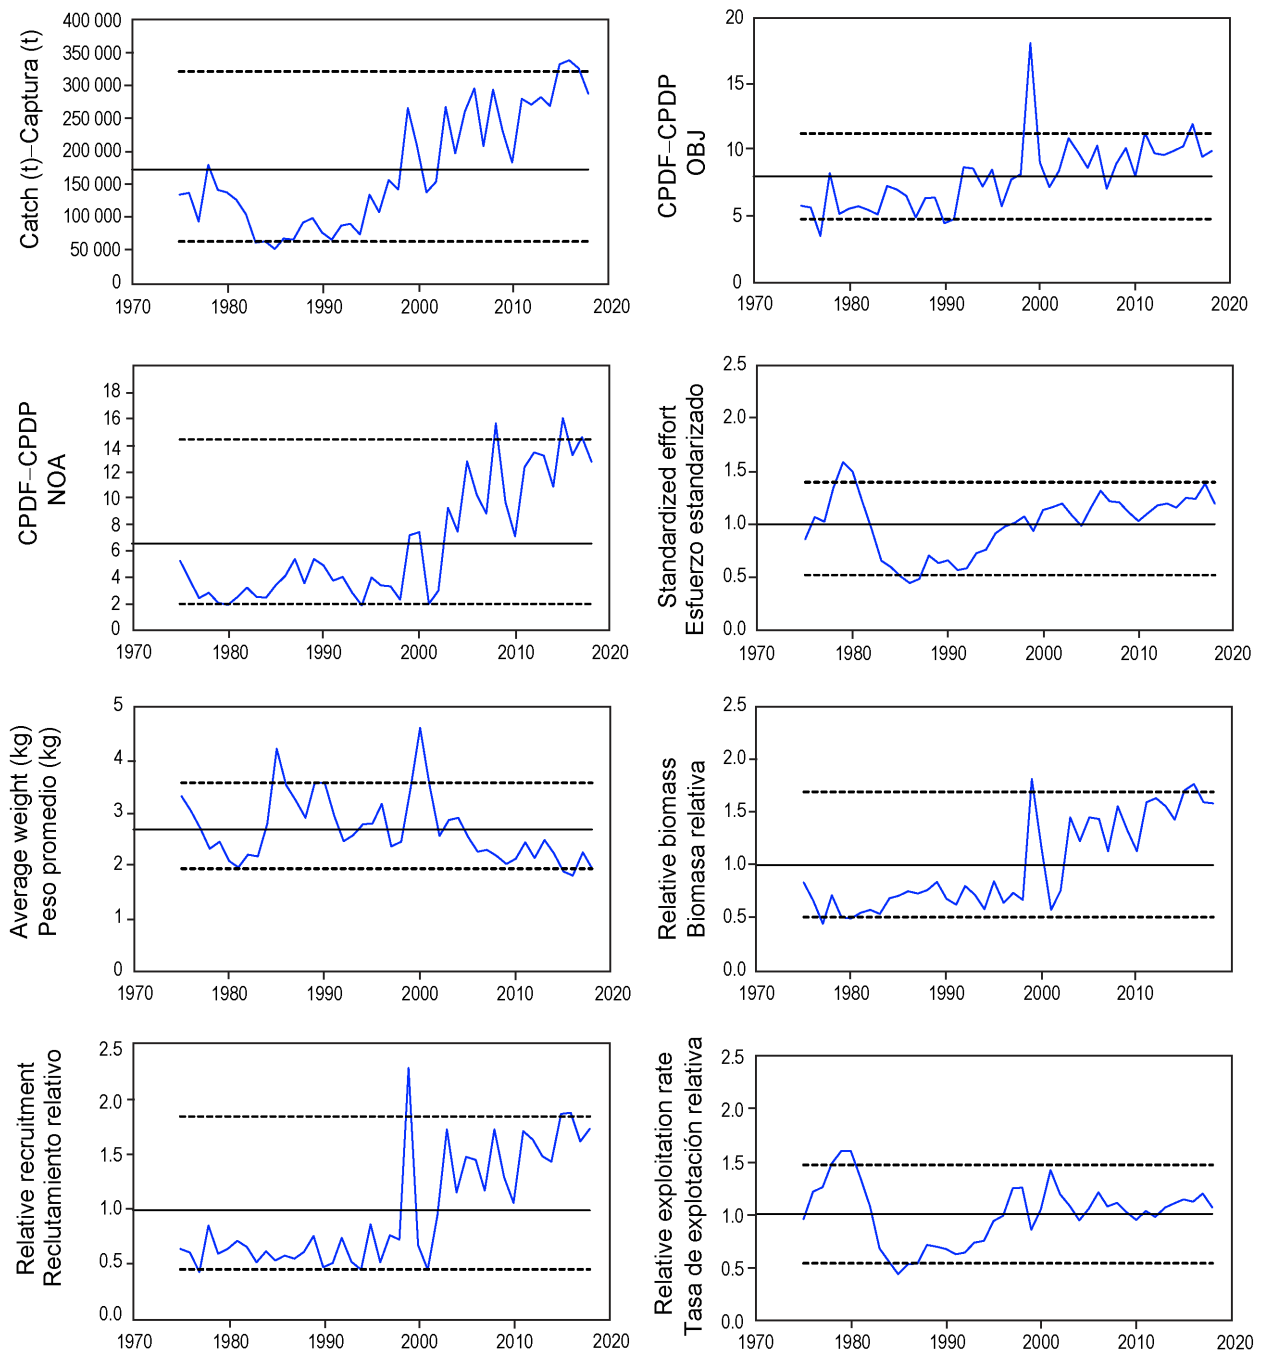 Catch (t)–Captura (t)
400 000
350 000
300 000
250 000
200 000
150 000
100 000
50 000
0
1970 1980 1990 2000 2010 2020
CPDF–CPDP
OBJ
20
15
10
5
0
1970 1980 1990 2000 2010 2020
CPDF–CPDP
NOA
18
16
14
12
10
8
6
4
2
0
1970 1980 1990 2000 2010 2020
Standardized effort
Esfuerzo estandarizado
2.5
2.0
1.5
1.0
0.5
0.0
1970 1980 1990 2000 2010 2020
Average weight (kg)
Peso promedio (kg)
5
4
3
2
1
0
1970 1980 1990 2000 2010 2020
Relative biomass
Biomasa relativa
2.5
2.0
1.5
1.0
0.5
0.0
1970 1980 1990 2000 2010
Relative recruitment
Reclutamiento relativo
2.5
2.0
1.5
1.0
0.5
0.0
1970 1980 1990 2000 2010 2020
Relative exploitation rate
Tasa de explotación relativa
2.5
2.0
1.5
1.0
0.5
0.0
1970 1980 1990 2000 2010 2020